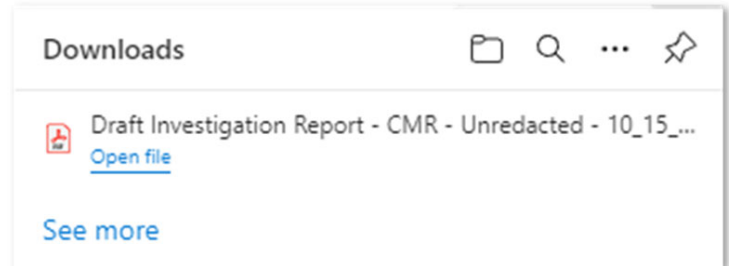 Downloads
Draft Investigation Report - CMR - Unredacted - 10_15_...
Open file
See more